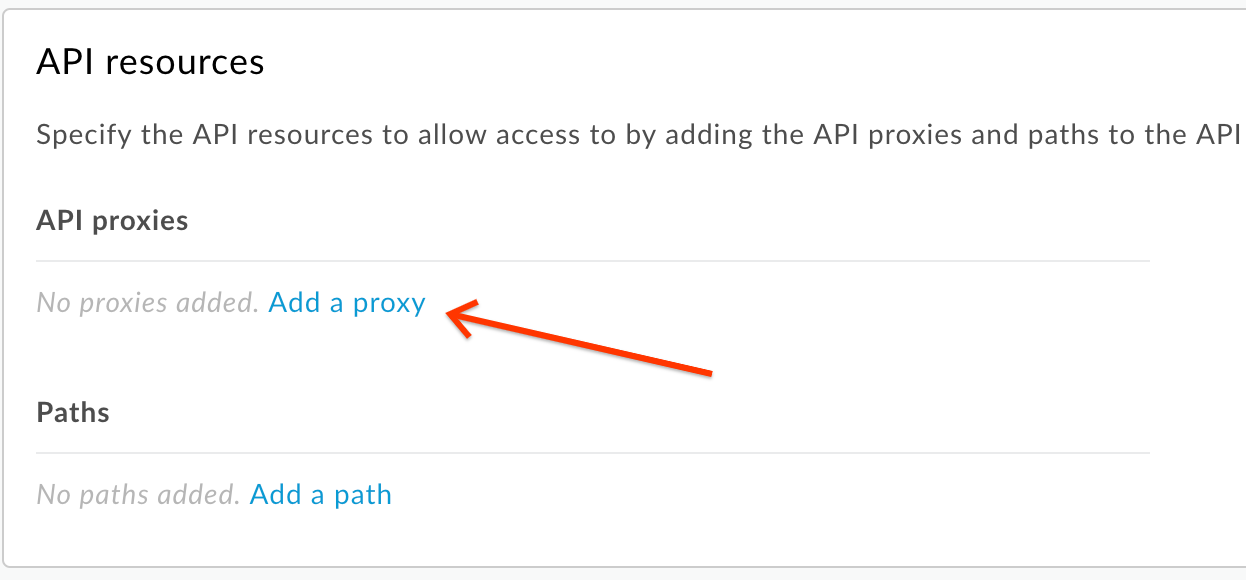 API resources
Specify the API resources to allow access to by adding the API proxies and paths to the API
API proxies
No proxies added. Add a proxy
Paths
No paths added. Add a path